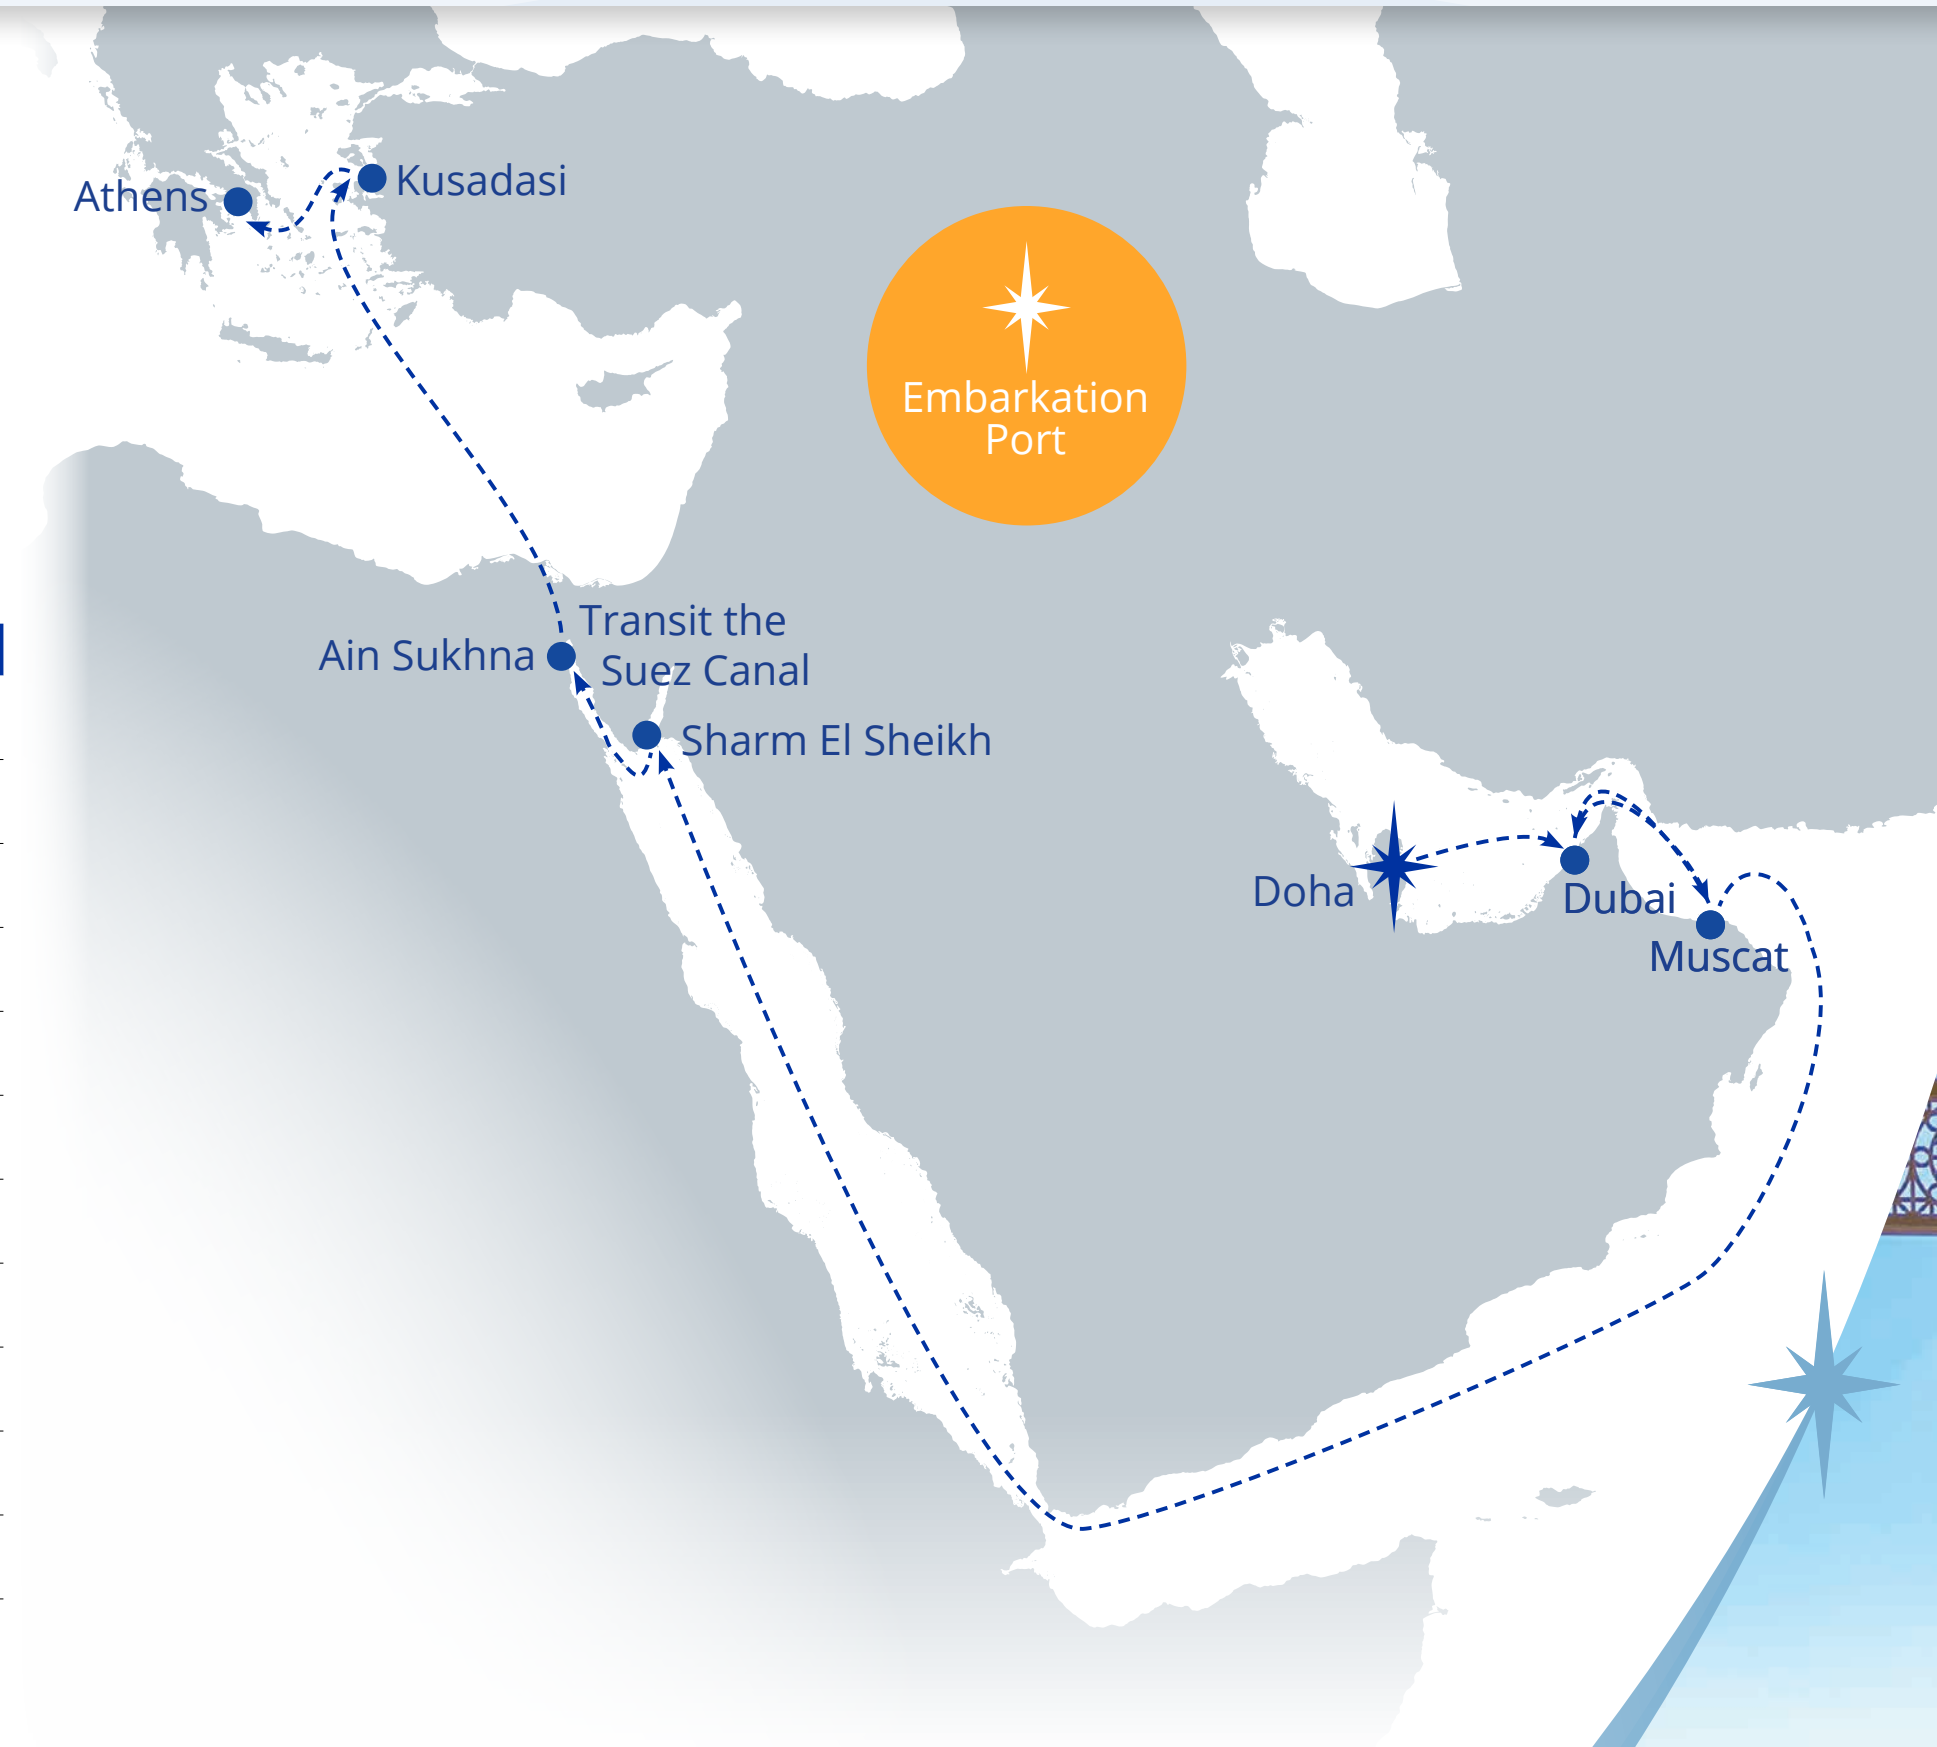 Kusadasi
Athens
Embarkation
Port
Transit the
Ain Sukhna
Suez Canal
Sharm El Sheikh
Doha
Dubai
Muscat